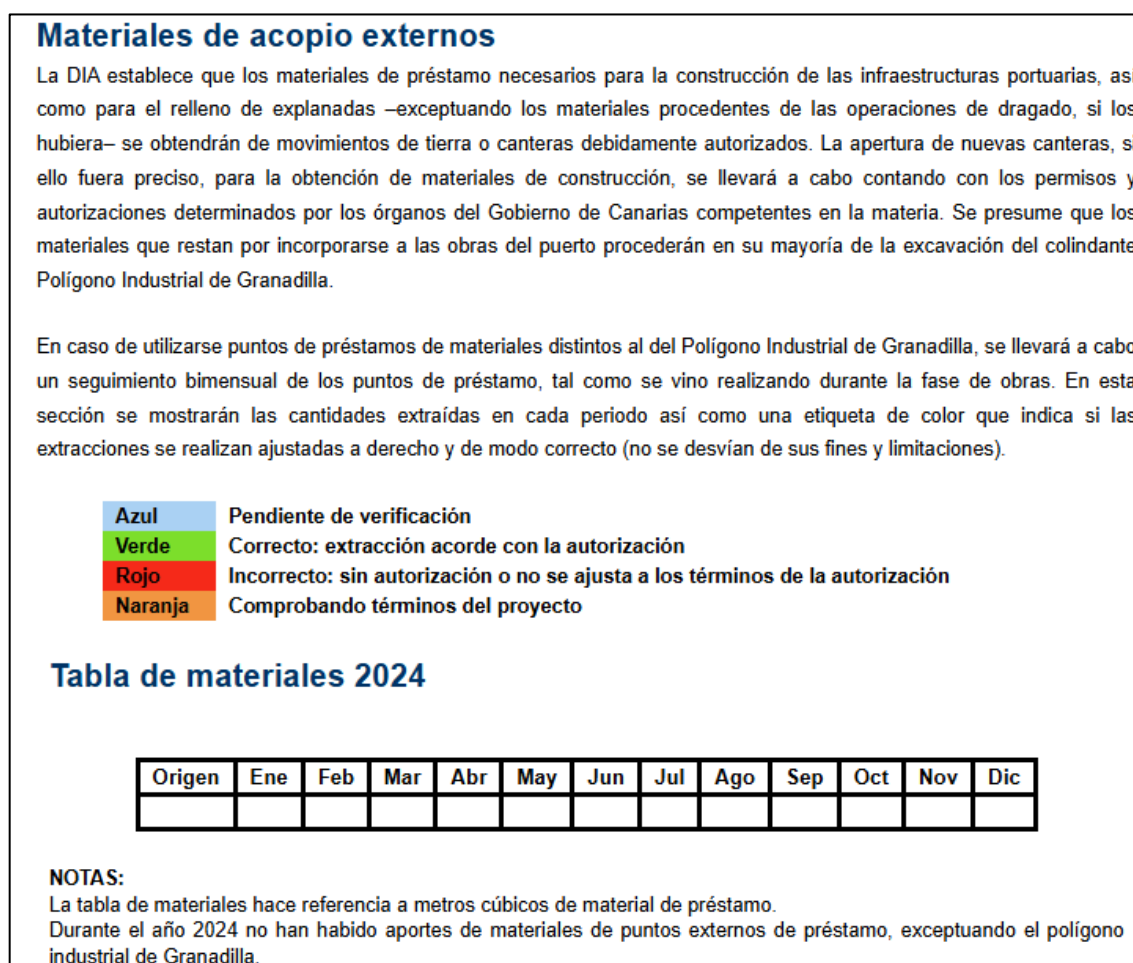 Materiales de acopio externos
La DIA establece que los materiales de préstamo necesarios para la construcción de las infraestructuras portuarias, así
como para el relleno de explanadas –exceptuando los materiales procedentes de las operaciones de dragado, si los
hubiera– se obtendrán de movimientos de tierra o canteras debidamente autorizados. La apertura de nuevas canteras, si
ello fuera preciso, para la obtención de materiales de construcción, se llevará a cabo contando con los permisos y
autorizaciones determinados por los órganos del Gobierno de Canarias competentes en la materia. Se presume que los
materiales que restan por incorporarse a las obras del puerto procederán en su mayoría de la excavación del colindante
Polígono Industrial de Granadilla.
En caso de utilizarse puntos de préstamos de materiales distintos al del Polígono Industrial de Granadilla, se llevará a cabo
un seguimiento bimensual de los puntos de préstamo, tal como se vino realizando durante la fase de obras. En esta
sección se mostrarán las cantidades extraídas en cada periodo así como una etiqueta de color que indica si las
extracciones se realizan ajustadas a derecho y de modo correcto (no se desvían de sus fines y limitaciones).
Azul Pendiente de verificación
Verde Correcto: extracción acorde con la autorización
Rojo Incorrecto: sin autorización o no se ajusta a los términos de la autorización
Naranja Comprobando términos del proyecto
Tabla de materiales 2024
Origen Ene Feb Mar Abr May Jun Jul Ago Sep Oct Nov Dic
NOTAS:
La tabla de materiales hace referencia a metros cúbicos de material de préstamo.
Durante el año 2024 no han habido aportes de materiales de puntos externos de préstamo, exceptuando el polígono
industrial de Granadilla.